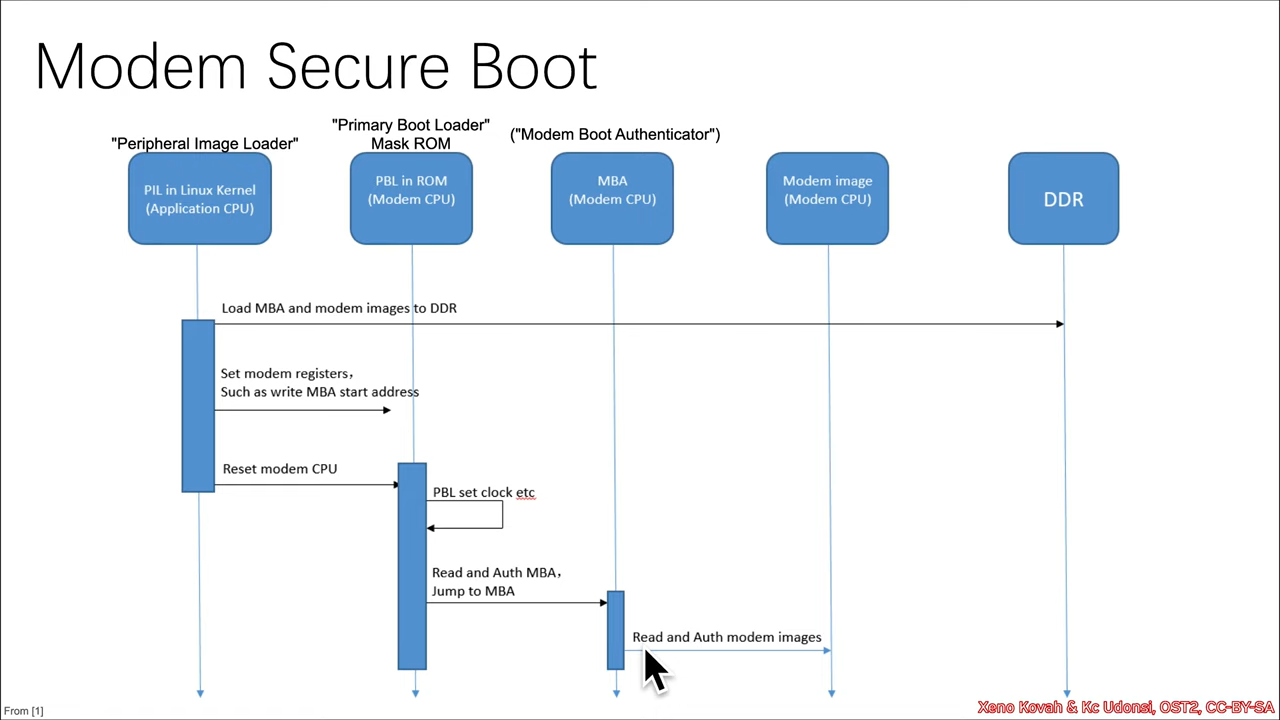 Modem Secure Boot
"Peripheral Image Loader"
"Primary Boot Loader"
Mask ROM
("Modem Boot Authenticator")
PIL in Linux Kernel
(Application CPU)
PBL in ROM
(Modem CPU)
MBA
(Modem CPU)
Modem image
(Modem CPU)
DDR
Load MBA and modem images to DDR
Set modem registers，
Such as write MBA start address
Reset modem CPU
PBL set clock etc
Read and Auth MBA，
Jump to MBA
Read and Auth modem images
From [1]
Xeno Kovah & Kc Udonsi, OST2, CC-BY-SA